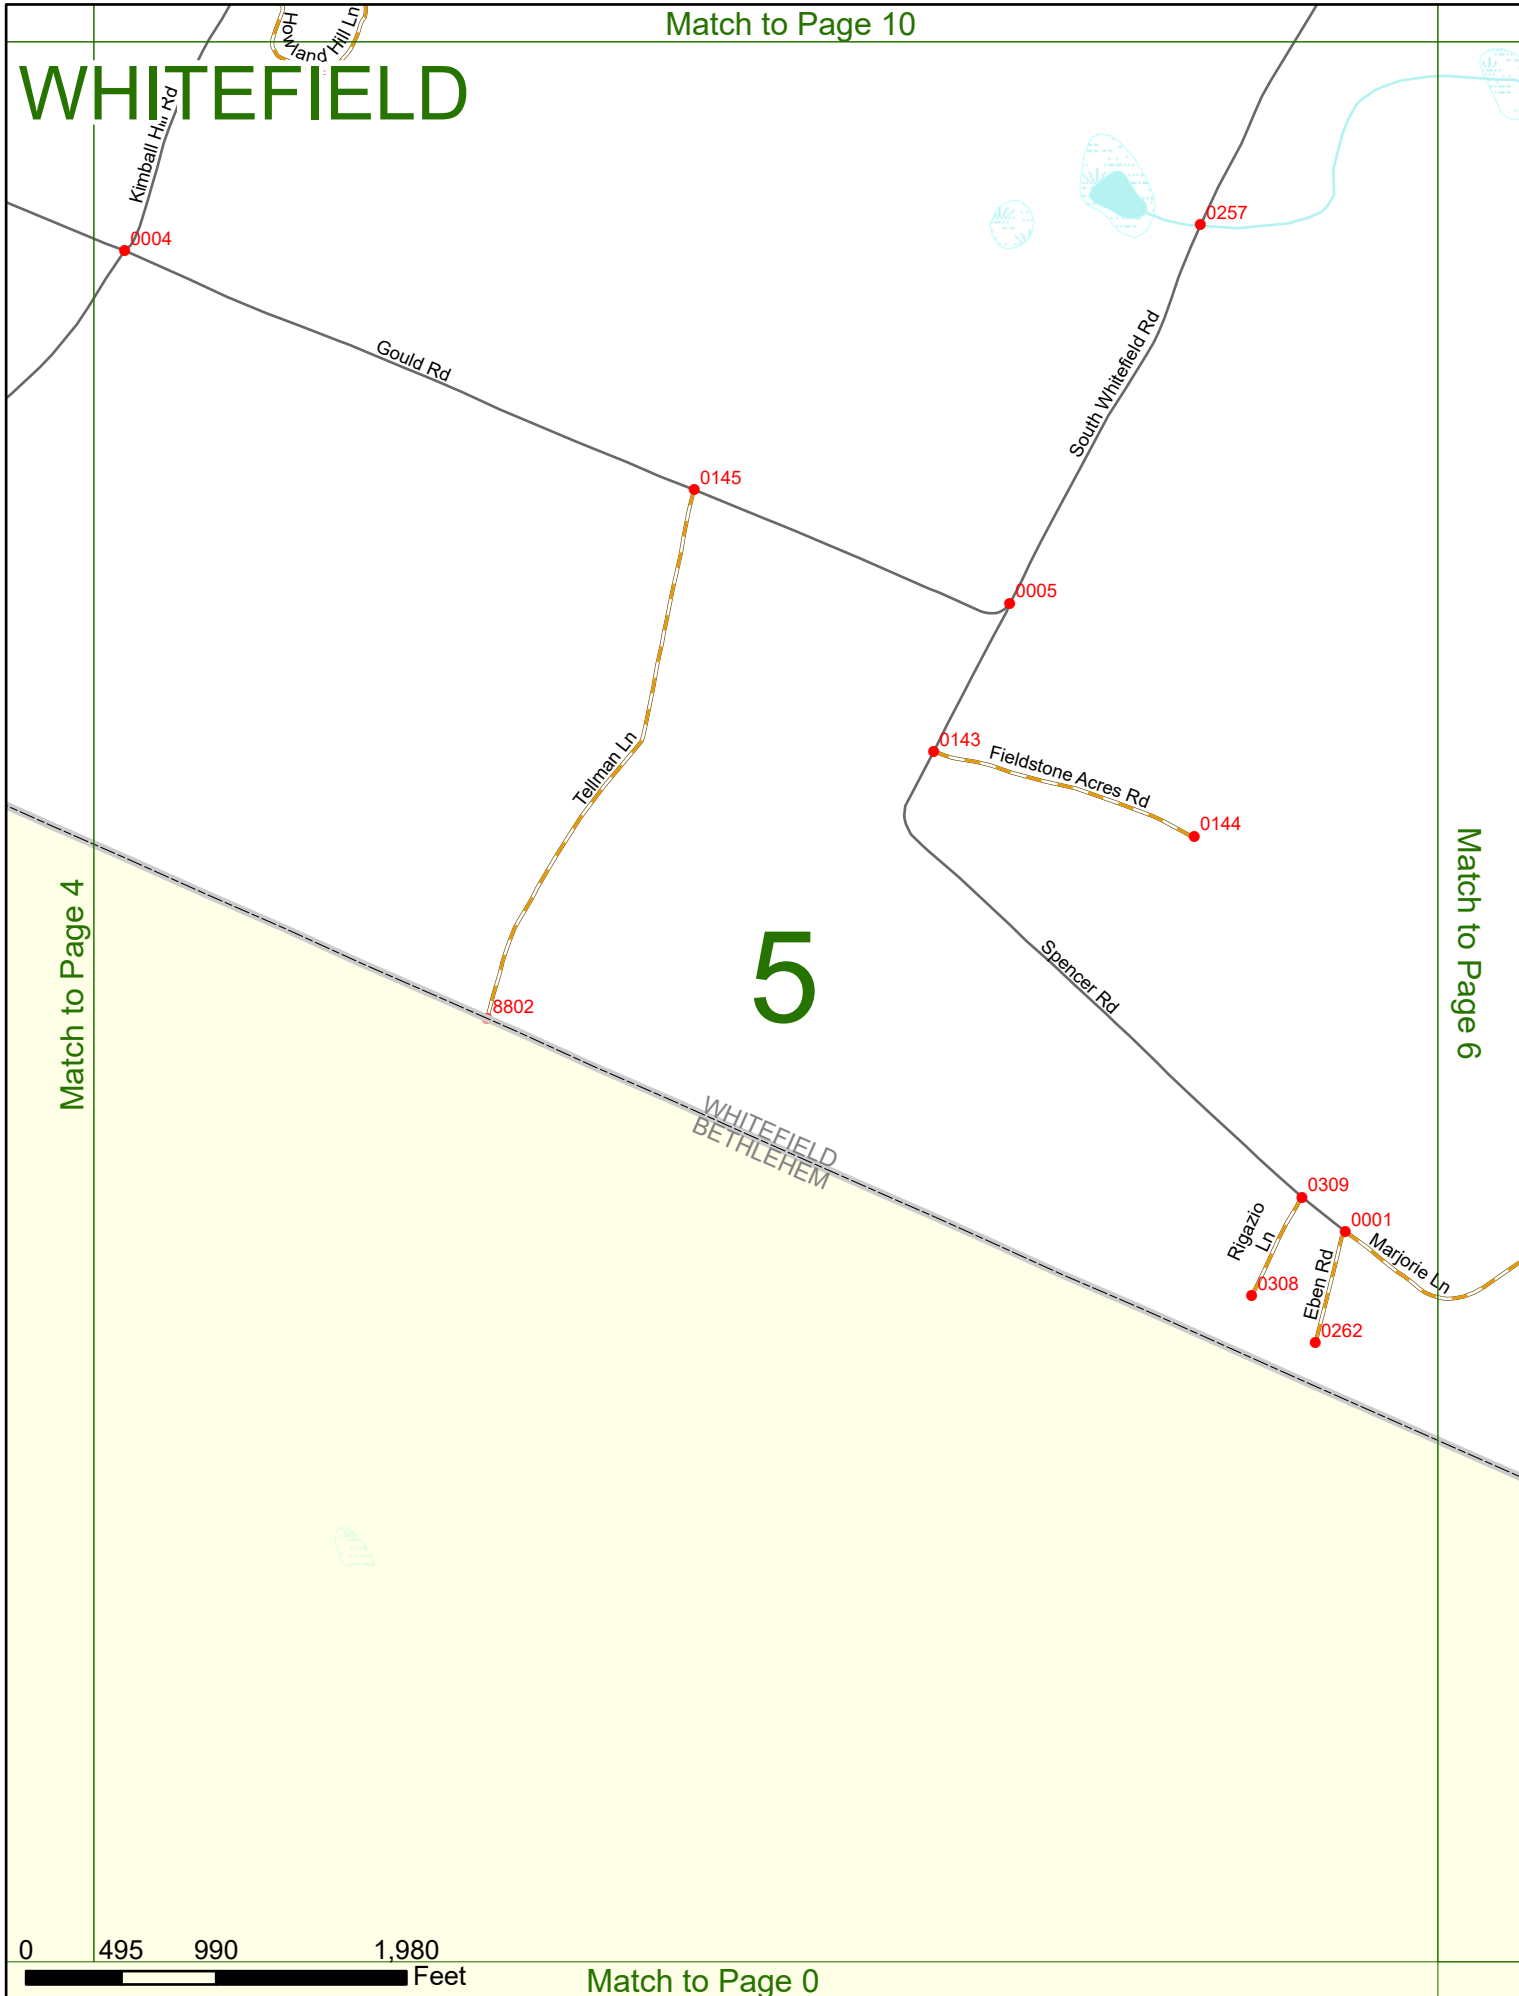 Match to Page 10
Howland Hill Ln
WHITEFIELD
Kimball Hill Rd
0004
0257
Gould Rd
South Whitefield Rd
0145
0005
0143
Fieldstone Acres Rd
0144
Tellman Ln
Match to Page 4
Match to Page 6
5
Spencer Rd
8802
WHITEFIELD
BETHLEHEM
0309
Rigazio
Ln
0001
Marjorie Ln
Eben Rd
0308
0262
0 495 990 1,980
Feet
Match to Page 0